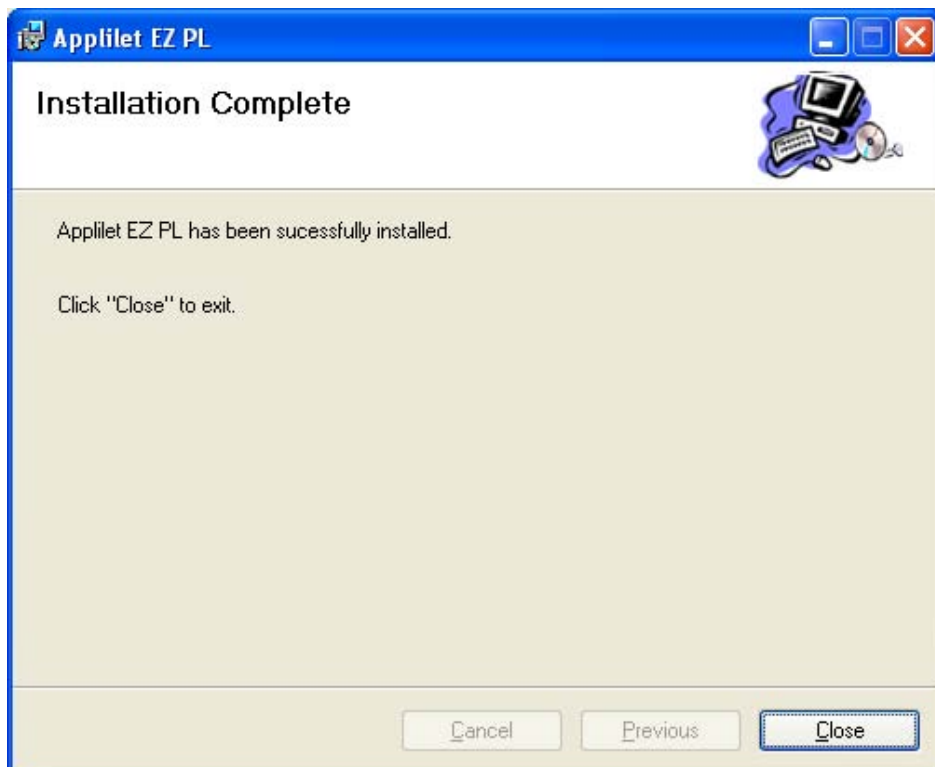 Applilet EZ PL
Installation Complete
Applilet EZ PL has been sucessfully installed.
Click "Close" to exit.
Cancel
Previous
Close